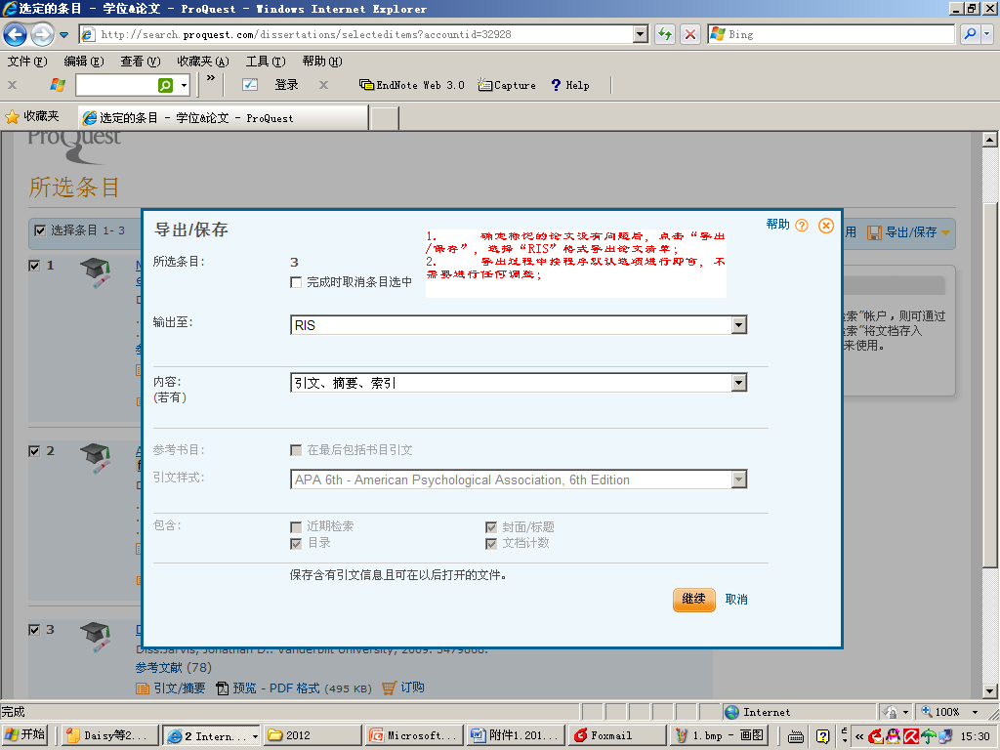 选定的条目 - 学位&论文 - ProQuest - Windows Internet Explorer
http://search.proquest.com/dissertations/selecteditems?accountid=32928
Bing
文件(F) 编辑(E) 查看(V) 收藏夹(A) 工具(T) 帮助(H)
x » 登录 x EndNote Web 3.0 Capture ? Help
收藏夹 选定的条目 - 学位&论文 - ProQuest
ProQuest
所选条目
选择条目 1- 3
用 导出/保存
导出/保存
帮助
1. 确定标记的论文没有问题后，点击“导出
/保存”，选择“RIS”格式导出论文清单；
2. 导出过程中按程序默认选项进行即可，不
需要进行任何调整；
所选条目: 3
完成时取消条目选中
输出至: RIS
内容: 引文、摘要、索引
(若有)
参考书目: 在最后包括书目引文
引文样式: APA 6th - American Psychological Association, 6th Edition
包含: 近期检索 封面/标题
目录 文档计数
保存含有引文信息且可在以后打开的文件。
继续 取消
1
2
3
索”帐户，则可通过
索”将文档存入
来使用。
Diss.Jarvis, Jonathan D.. Vanderbilt University, 2009. 3479668.
参考文献 (78)
引文/摘要 预览 - PDF 格式 (495 KB) 订购
完成 Internet 100%
开始 Daisy等2... 2 Intern... 2012 Microsoft... 附件1.201... Foxmail 1.bmp - 画图 « 15:30